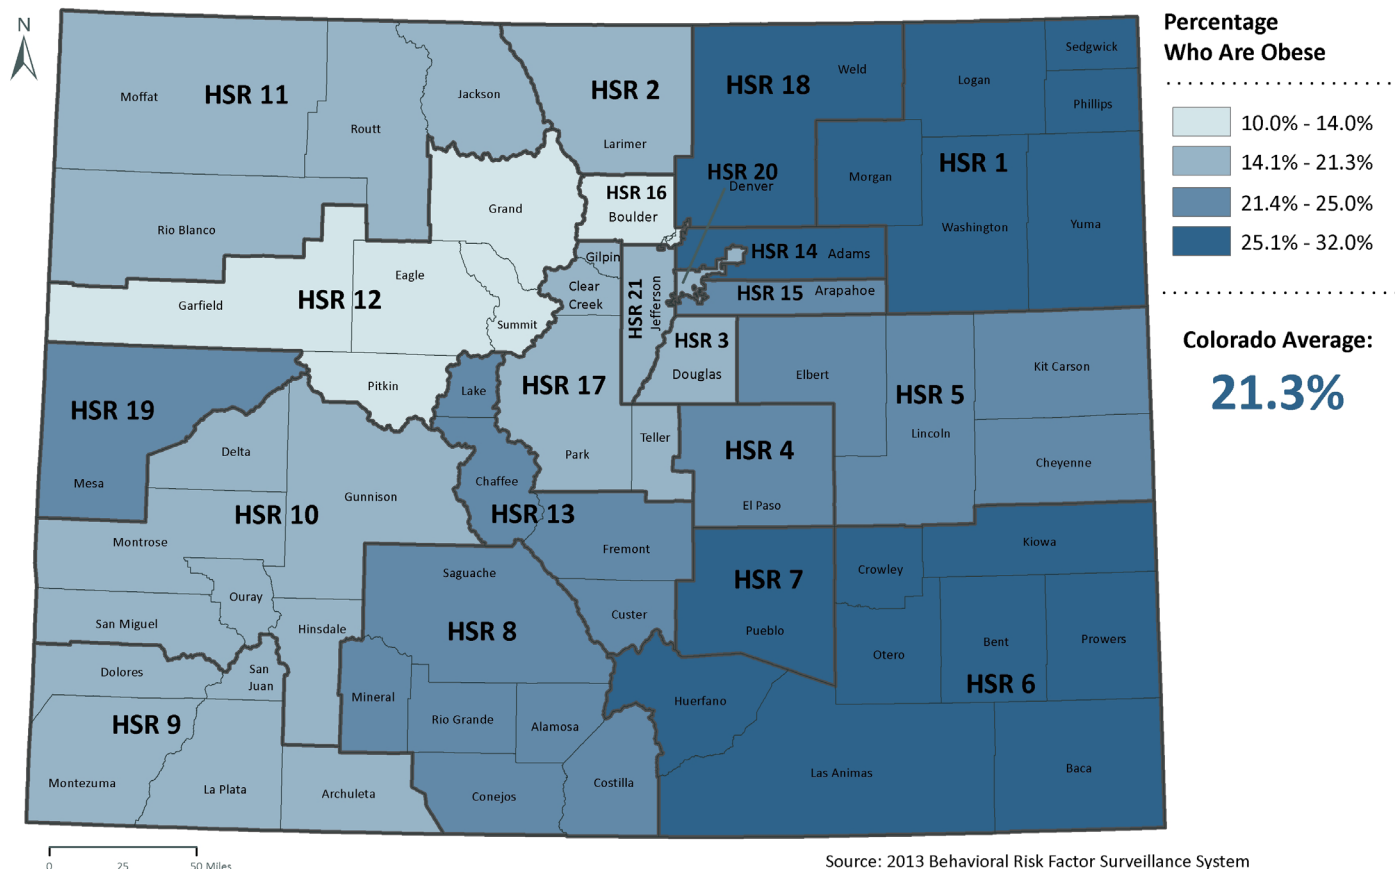 N
Percentage
Who Are Obese
10.0% - 14.0%
14.1% - 21.3%
21.4% - 25.0%
25.1% - 32.0%
Colorado Average:
21.3%
Moffat
HSR 11
Routt
Jackson
HSR 2
Larimer
HSR 18
Weld
Logan
Sedgwick
Phillips
HSR 1
Morgan
Washington
Yuma
Rio Blanco
Grand
HSR 16
Boulder
HSR 20
Denver
HSR 14
Adams
HSR 15
Arapahoe
Garfield
HSR 12
Eagle
Summit
Gilpin
Clear
Creek
HSR 21
Jefferson
HSR 3
Douglas
Elbert
HSR 5
Lincoln
Kit Carson
Cheyenne
HSR 19
Mesa
Pitkin
Lake
HSR 17
Park
Teller
HSR 4
El Paso
Delta
Gunnison
HSR 10
Montrose
Ouray
San Miguel
Hinsdale
Chaffee
HSR 13
Fremont
Custer
HSR 7
Pueblo
Crowley
Kiowa
Otero
Bent
Prowers
HSR 6
Saguache
HSR 8
Mineral
Rio Grande
Alamosa
Conejos
Costilla
Huerfano
Las Animas
Baca
Dolores
San
Juan
HSR 9
Montezuma
La Plata
Archuleta
0 25 50 Miles
Source: 2013 Behavioral Risk Factor Surveillance System